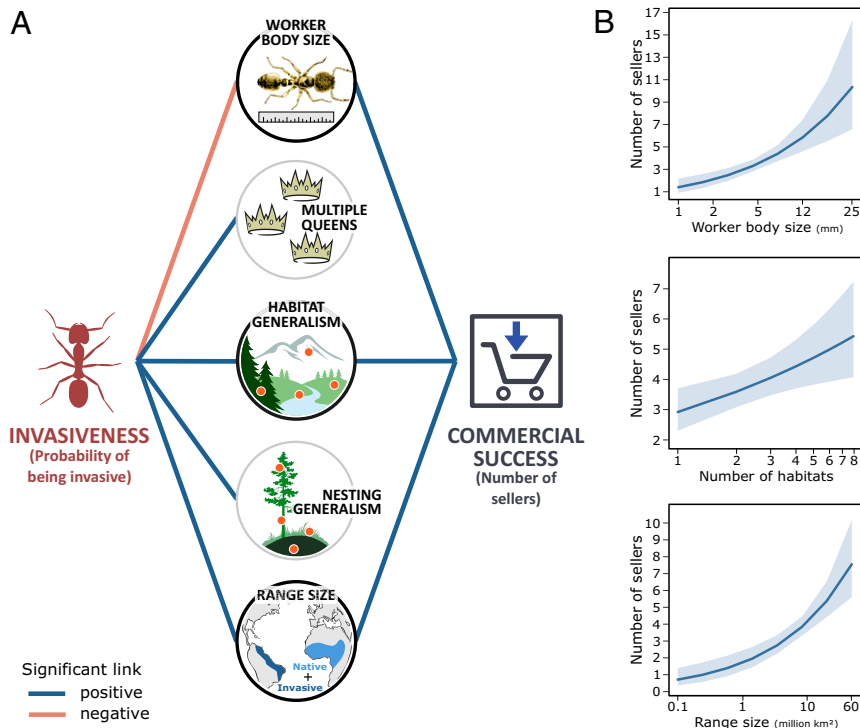 A
WORKER
BODY SIZE
MULTIPLE
QUEENS
HABITAT
GENERALISM
INVASIVENESS
(Probability of
being invasive)
COMMERCIAL
SUCCESS
(Number of
sellers)
NESTING
GENERALISM
RANGE SIZE
Native
+
Invasive
Significant link
positive
negative
B
Number of sellers
17
15
13
11
9
7
5
3
1
1 2 5 12 25
Worker body size (mm)
Number of sellers
7
6
5
4
3
2
1 2 3 4 5 6 7 8
Number of habitats
Number of sellers
10
9
8
7
6
5
4
3
2
1
0
0.1 1 10 60
Range size (million km²)